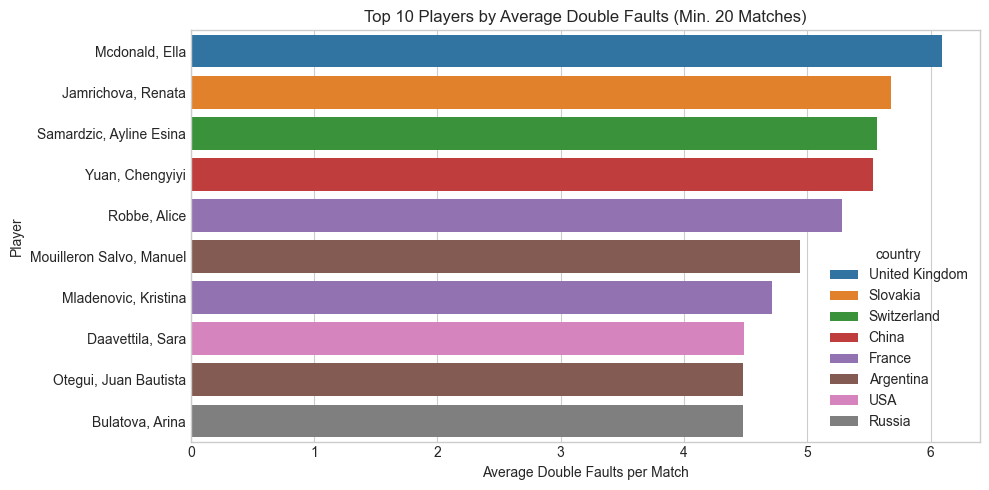 Top 10 Players by Average Double Faults (Min. 20 Matches)
Player
Mcdonald, Ella
Jamrichova, Renata
Samardzic, Ayline Esina
Yuan, Chengyiyi
Robbe, Alice
Mouilleron Salvo, Manuel
Mladenovic, Kristina
Daavettila, Sara
Otegui, Juan Bautista
Bulatova, Arina
country
United Kingdom
Slovakia
Switzerland
China
France
Argentina
USA
Russia
0 1 2 3 4 5 6
Average Double Faults per Match